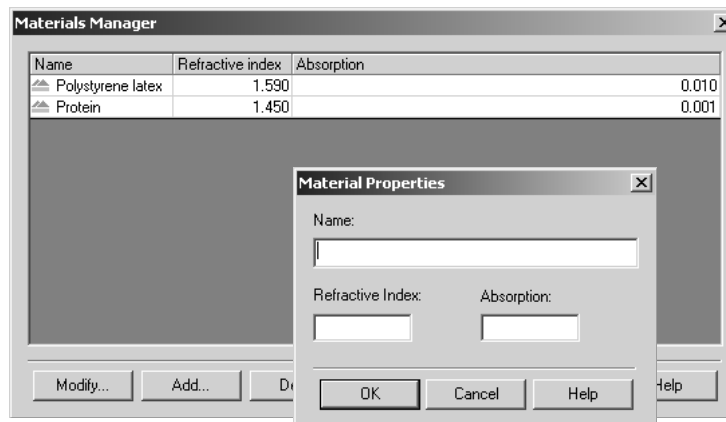 Materials Manager
Name Refractive index Absorption
Polystyrene latex 1.590 0.010
Protein 1.450 0.001
Material Properties
Name:
Refractive Index: Absorption:
Modify... Add... OK Cancel Help